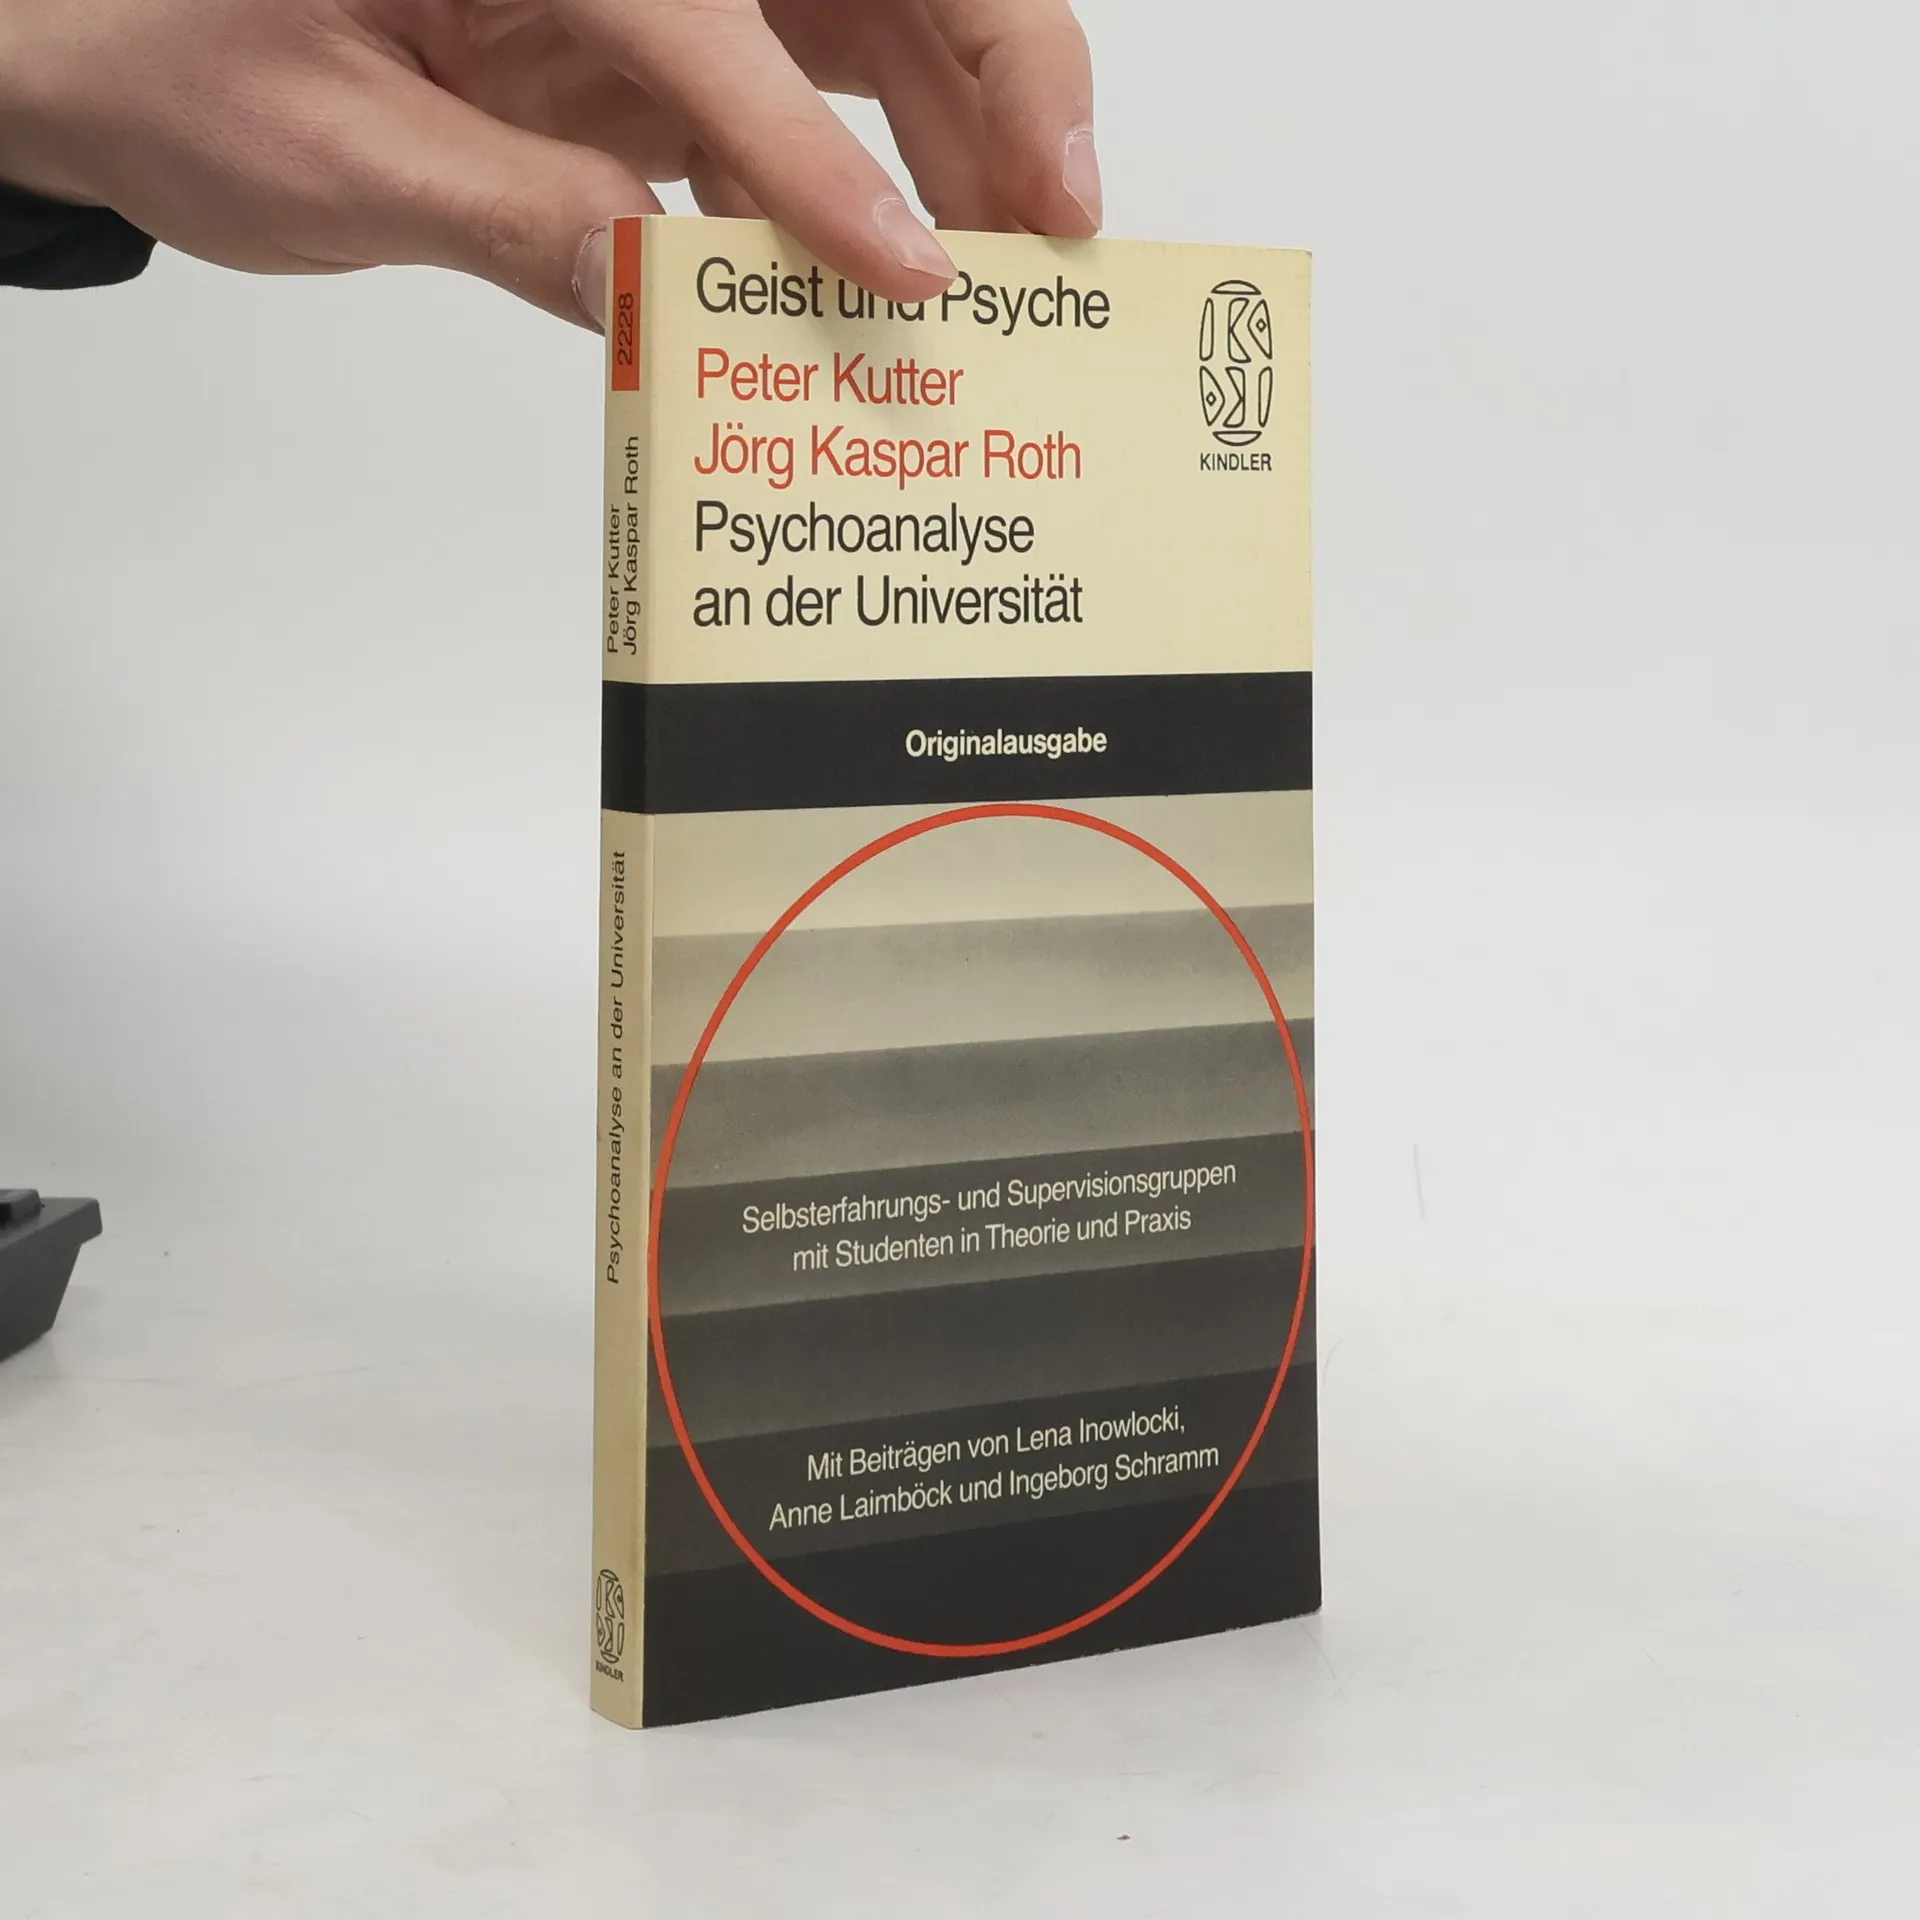 Geist und Psyche
Peter Kutter
Jörg Kaspar Roth
Psychoanalyse
an der Universität
KINDLER
Originalausgabe
Selbsterfahrungs- und Supervisionsgruppen
mit Studenten in Theorie und Praxis
Mit Beiträgen von Lena Inowlocki,
Anne Laimböck und Ingeborg Schramm
2228
Peter Kutter
Jörg Kaspar Roth
Psychoanalyse an der Universität
KINDLER